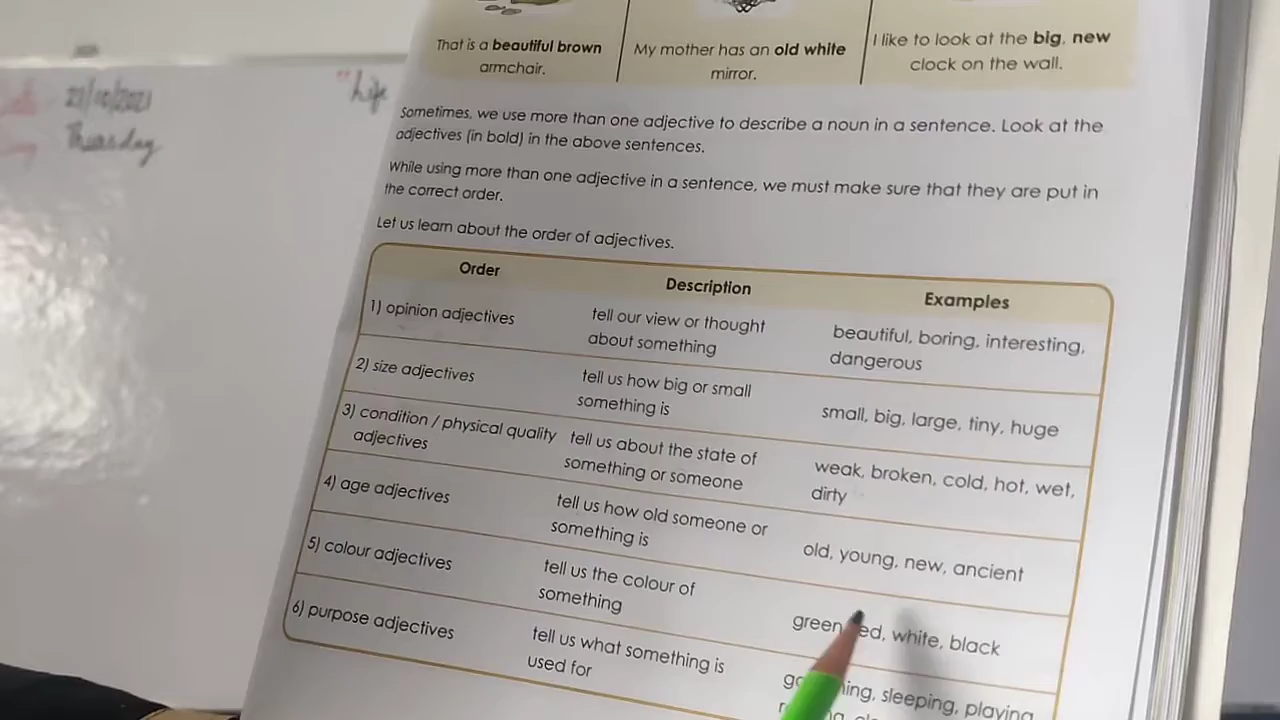 21/10/2021
Thursday
"Life
That is a beautiful brown
armchair.
My mother has an old white
mirror.
I like to look at the big, new
clock on the wall.
Sometimes, we use more than one adjective to describe a noun in a sentence. Look at the
adjectives (in bold) in the above sentences.
While using more than one adjective in a sentence, we must make sure that they are put in
the correct order.
Let us learn about the order of adjectives.
Order
Description
Examples
1) opinion adjectives
tell our view or thought
about something
beautiful, boring, interesting,
dangerous
2) size adjectives
tell us how big or small
something is
small, big, large, tiny, huge
3) condition / physical quality
adjectives
tell us about the state of
something or someone
weak, broken, cold, hot, wet,
dirty
4) age adjectives
tell us how old someone or
something is
old, young, new, ancient
5) colour adjectives
tell us the colour of
something
green, red, white, black
6) purpose adjectives
tell us what something is
used for
sleeping, playing,